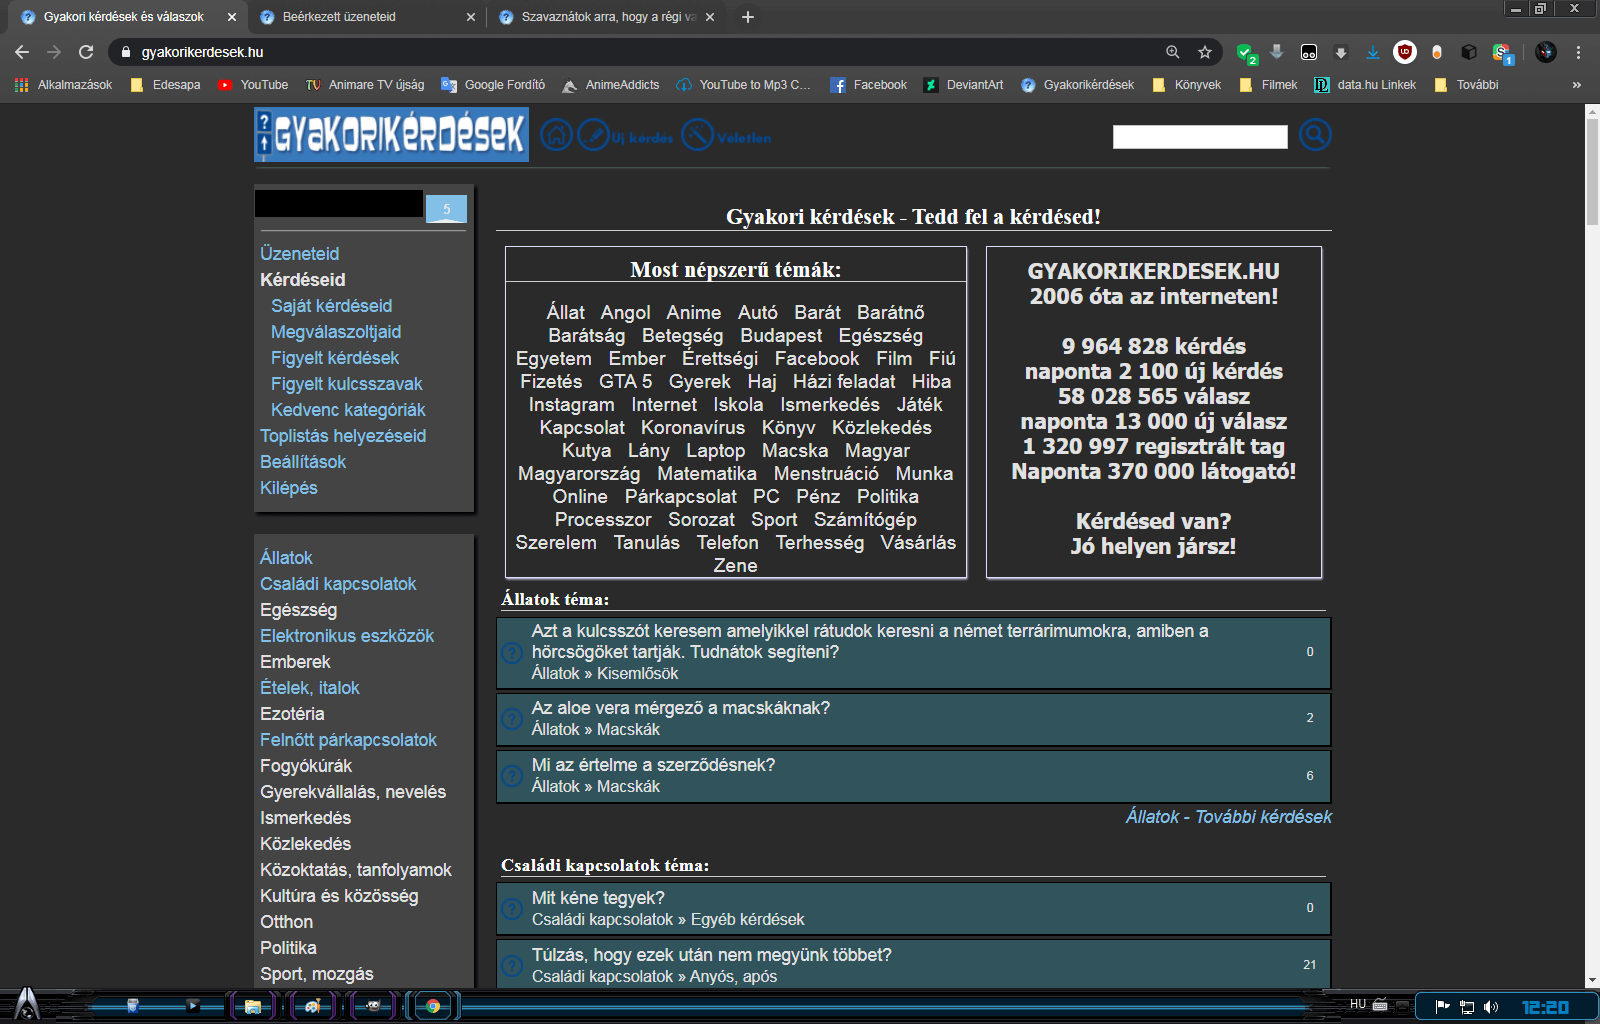 Gyakori kérdések és válaszok
Beérkezett üzeneteid
Szavaznátok arra, hogy a régi va
gyakorikerdesek.hu
2
UD
1
Alkalmazások
Edesapa
YouTube
Animare TV újság
Google Fordító
AnimeAddicts
YouTube to Mp3 C...
Facebook
DeviantArt
Gyakorikérdések
Könyvek
Filmek
data.hu Linkek
További
»
GYAKORIKÉRDÉSEK
Új kérdés
Véletlen
5
Üzeneteid
Kérdéseid
Saját kérdéseid
Megválaszoltjaid
Figyelt kérdések
Figyelt kulcsszavak
Kedvenc kategóriák
Toplistás helyezéseid
Beállítások
Kilépés
Állatok
Családi kapcsolatok
Egészség
Elektronikus eszközök
Emberek
Ételek, italok
Ezotéria
Felnőtt párkapcsolatok
Fogyókúrák
Gyerekvállalás, nevelés
Ismerkedés
Közlekedés
Közoktatás, tanfolyamok
Kultúra és közösség
Otthon
Politika
Sport, mozgás
Gyakori kérdések - Tedd fel a kérdésed!
Most népszerű témák:
Állat Angol Anime Autó Barát Barátnő
Barátság Betegség Budapest Egészség
Egyetem Ember Érettségi Facebook Film Fiú
Fizetés GTA 5 Gyerek Haj Házi feladat Hiba
Instagram Internet Iskola Ismerkedés Játék
Kapcsolat Koronavírus Könyv Közlekedés
Kutya Lány Laptop Macska Magyar
Magyarország Matematika Menstruáció Munka
Online Párkapcsolat PC Pénz Politika
Processzor Sorozat Sport Számítógép
Szerelem Tanulás Telefon Terhesség Vásárlás
Zene
GYAKORIKERDESEK.HU
2006 óta az interneten!
9 964 828 kérdés
naponta 2 100 új kérdés
58 028 565 válasz
naponta 13 000 új válasz
1 320 997 regisztrált tag
Naponta 370 000 látogató!
Kérdésed van?
Jó helyen jársz!
Állatok téma:
Azt a kulcsszót keresem amelyikkel rátudok keresni a német terrárimumokra, amiben a
hörcsögöket tartják. Tudnátok segíteni?
Állatok » Kisemlősök
0
Az aloe vera mérgező a macskáknak?
Állatok » Macskák
2
Mi az értelme a szerződésnek?
Állatok » Macskák
6
Állatok - További kérdések
Családi kapcsolatok téma:
Mit kéne tegyek?
Családi kapcsolatok » Egyéb kérdések
0
Túlzás, hogy ezek után nem megyünk többet?
Családi kapcsolatok » Anyós, após
21
HU
12:20